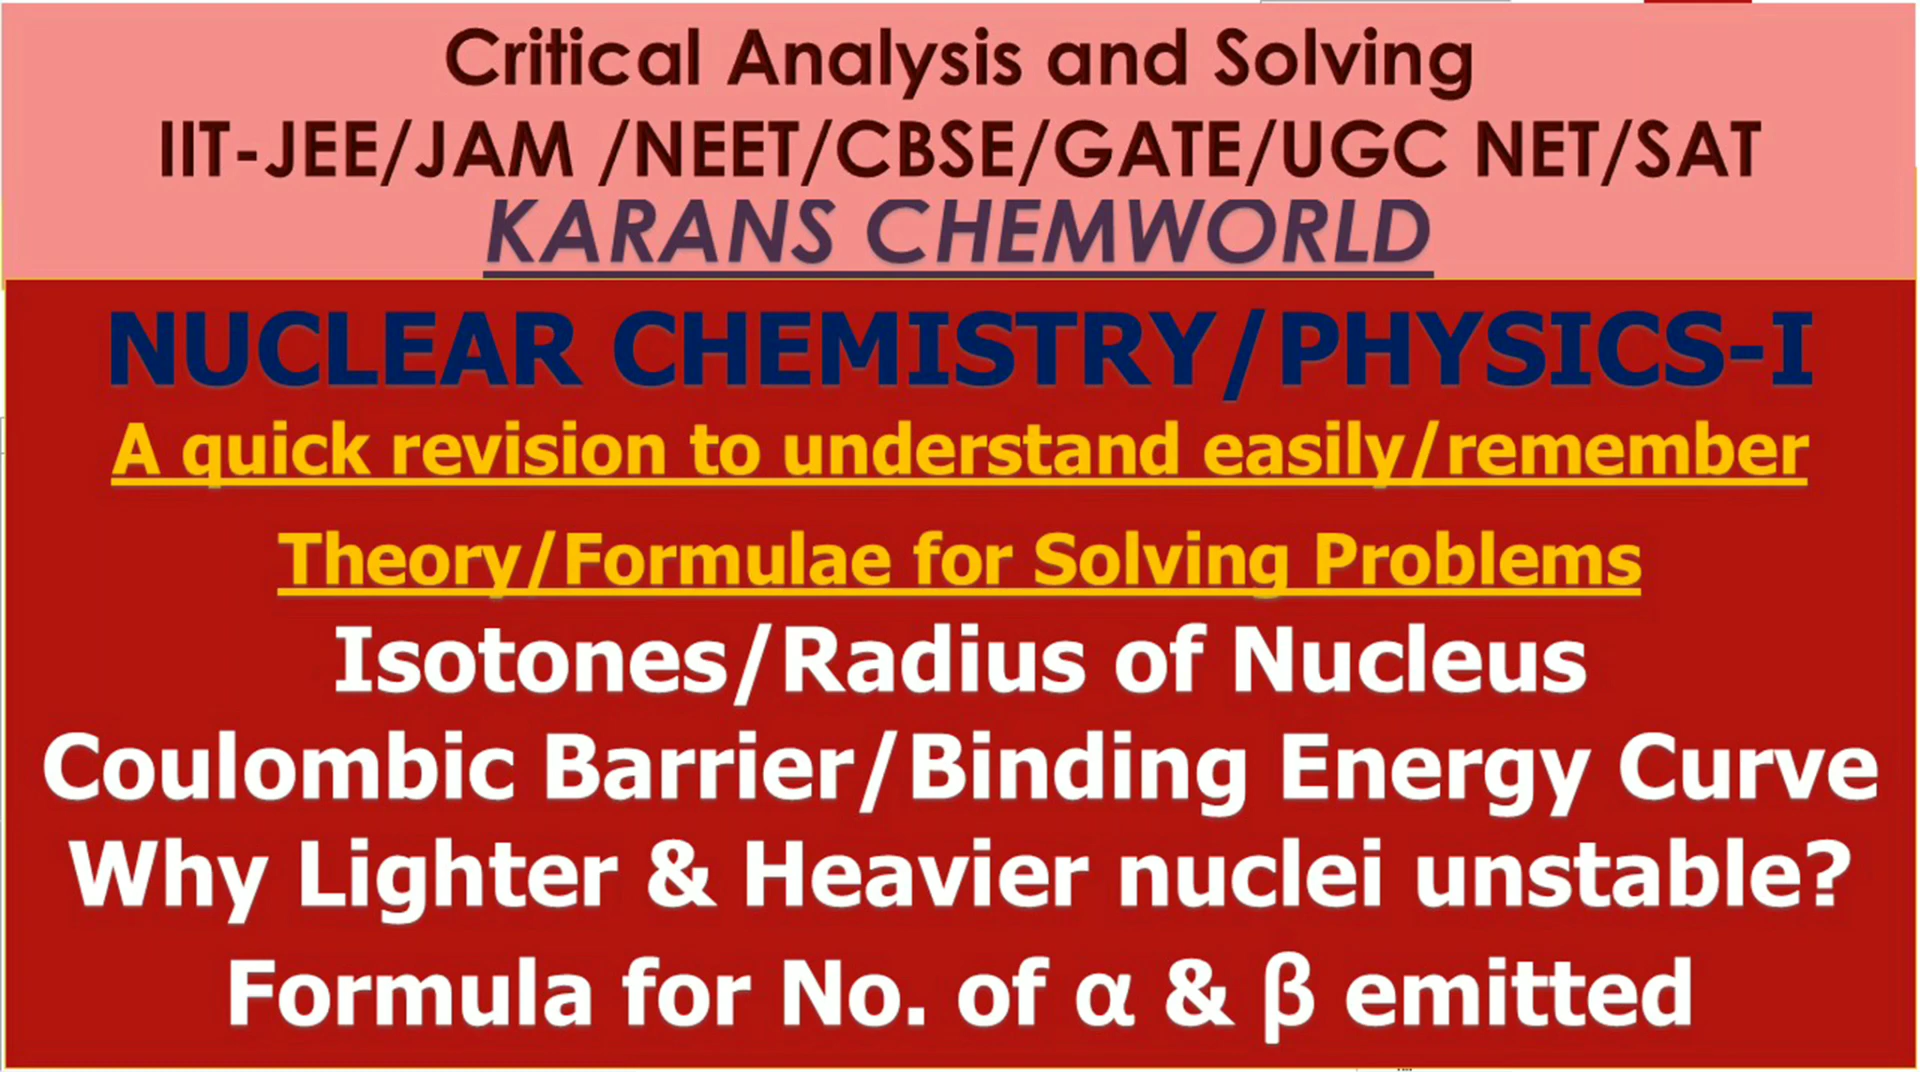 Critical Analysis and Solving
IIT-JEE/JAM /NEET/CBSE/GATE/UGC NET/SAT
KARANS CHEMWORLD
NUCLEAR CHEMISTRY/PHYSICS-I
A quick revision to understand easily/remember
Theory/Formulae for Solving Problems
Isotones/Radius of Nucleus
Coulombic Barrier/Binding Energy Curve
Why Lighter & Heavier nuclei unstable?
Formula for No. of α & β emitted